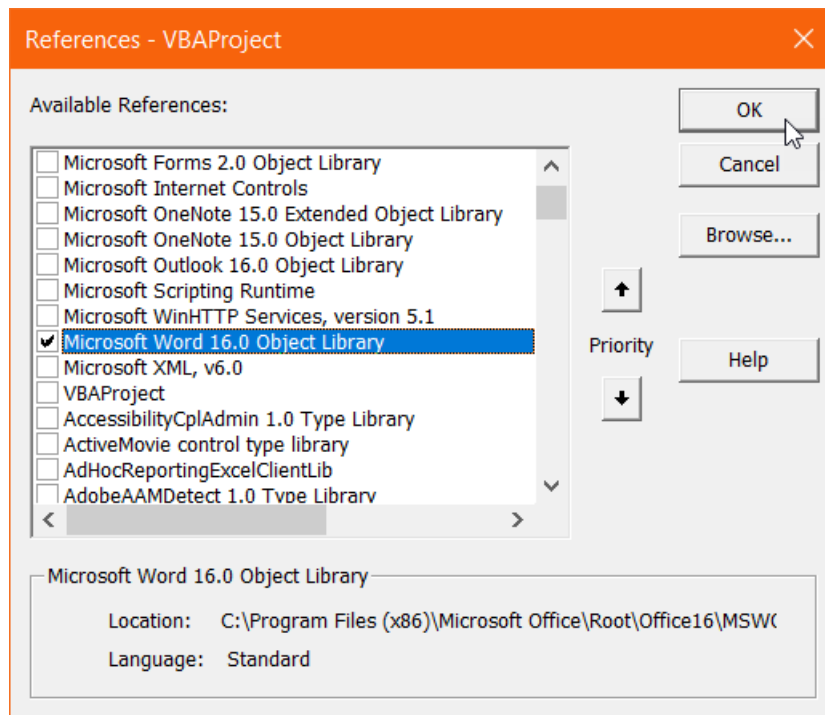 References - VBAProject
Available References:
Microsoft Forms 2.0 Object Library
Microsoft Internet Controls
Microsoft OneNote 15.0 Extended Object Library
Microsoft OneNote 15.0 Object Library
Microsoft Outlook 16.0 Object Library
Microsoft Scripting Runtime
Microsoft WinHTTP Services, version 5.1
Microsoft Word 16.0 Object Library
Microsoft XML, v6.0
VBAProject
AccessibilityCplAdmin 1.0 Type Library
ActiveMovie control type library
AdHocReportingExcelClientLib
AdobeAAMDetect 1.0 Type Library
Priority
OK
Cancel
Browse...
Help
Microsoft Word 16.0 Object Library
Location: C:\Program Files (x86)\Microsoft Office\Root\Office16\MSW(
Language: Standard